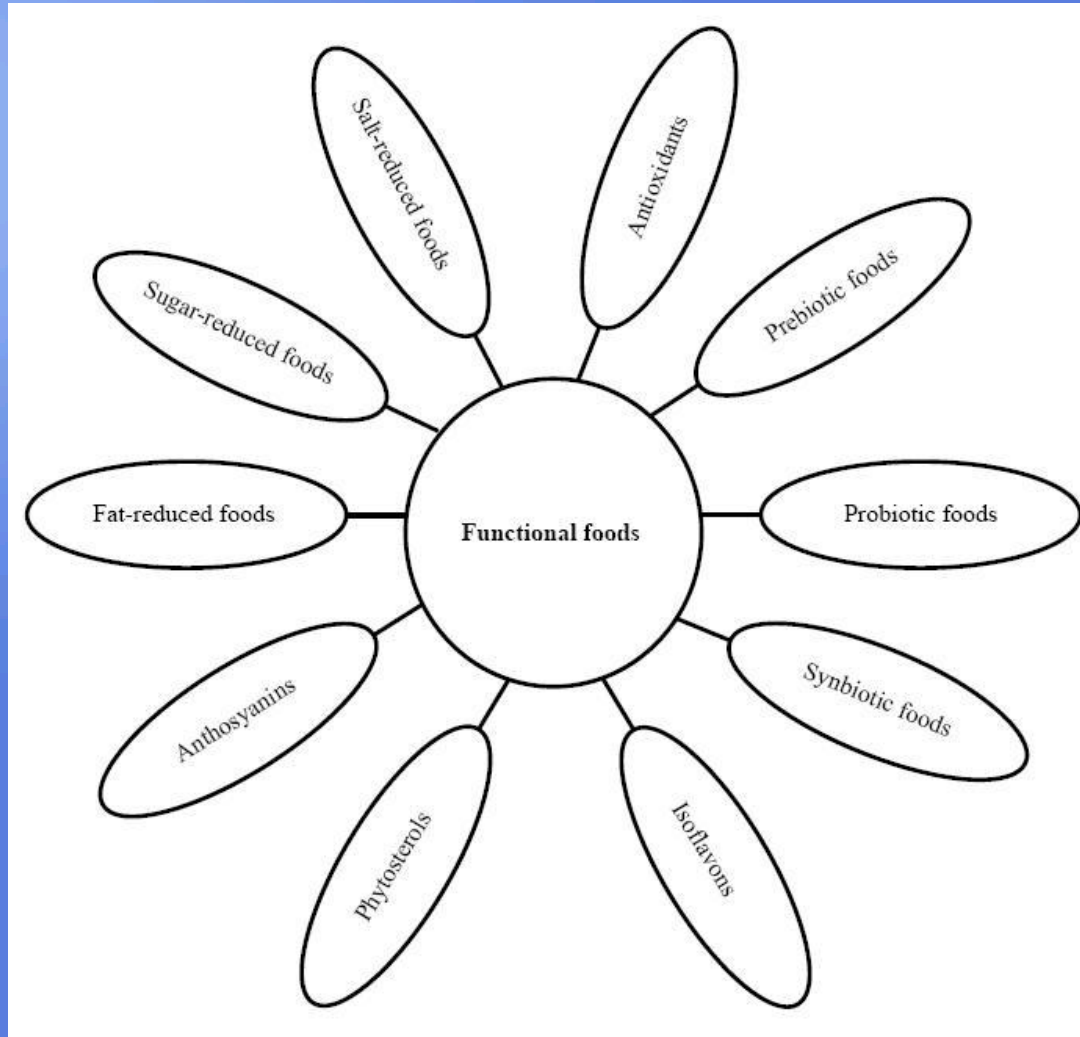 Salt-reduced foods
Antioxidants
Sugar-reduced foods
Prebiotic foods
Fat-reduced foods
Functional foods
Probiotic foods
Anthosyanins
Synbiotic foods
Phytosterols
Isoflavons